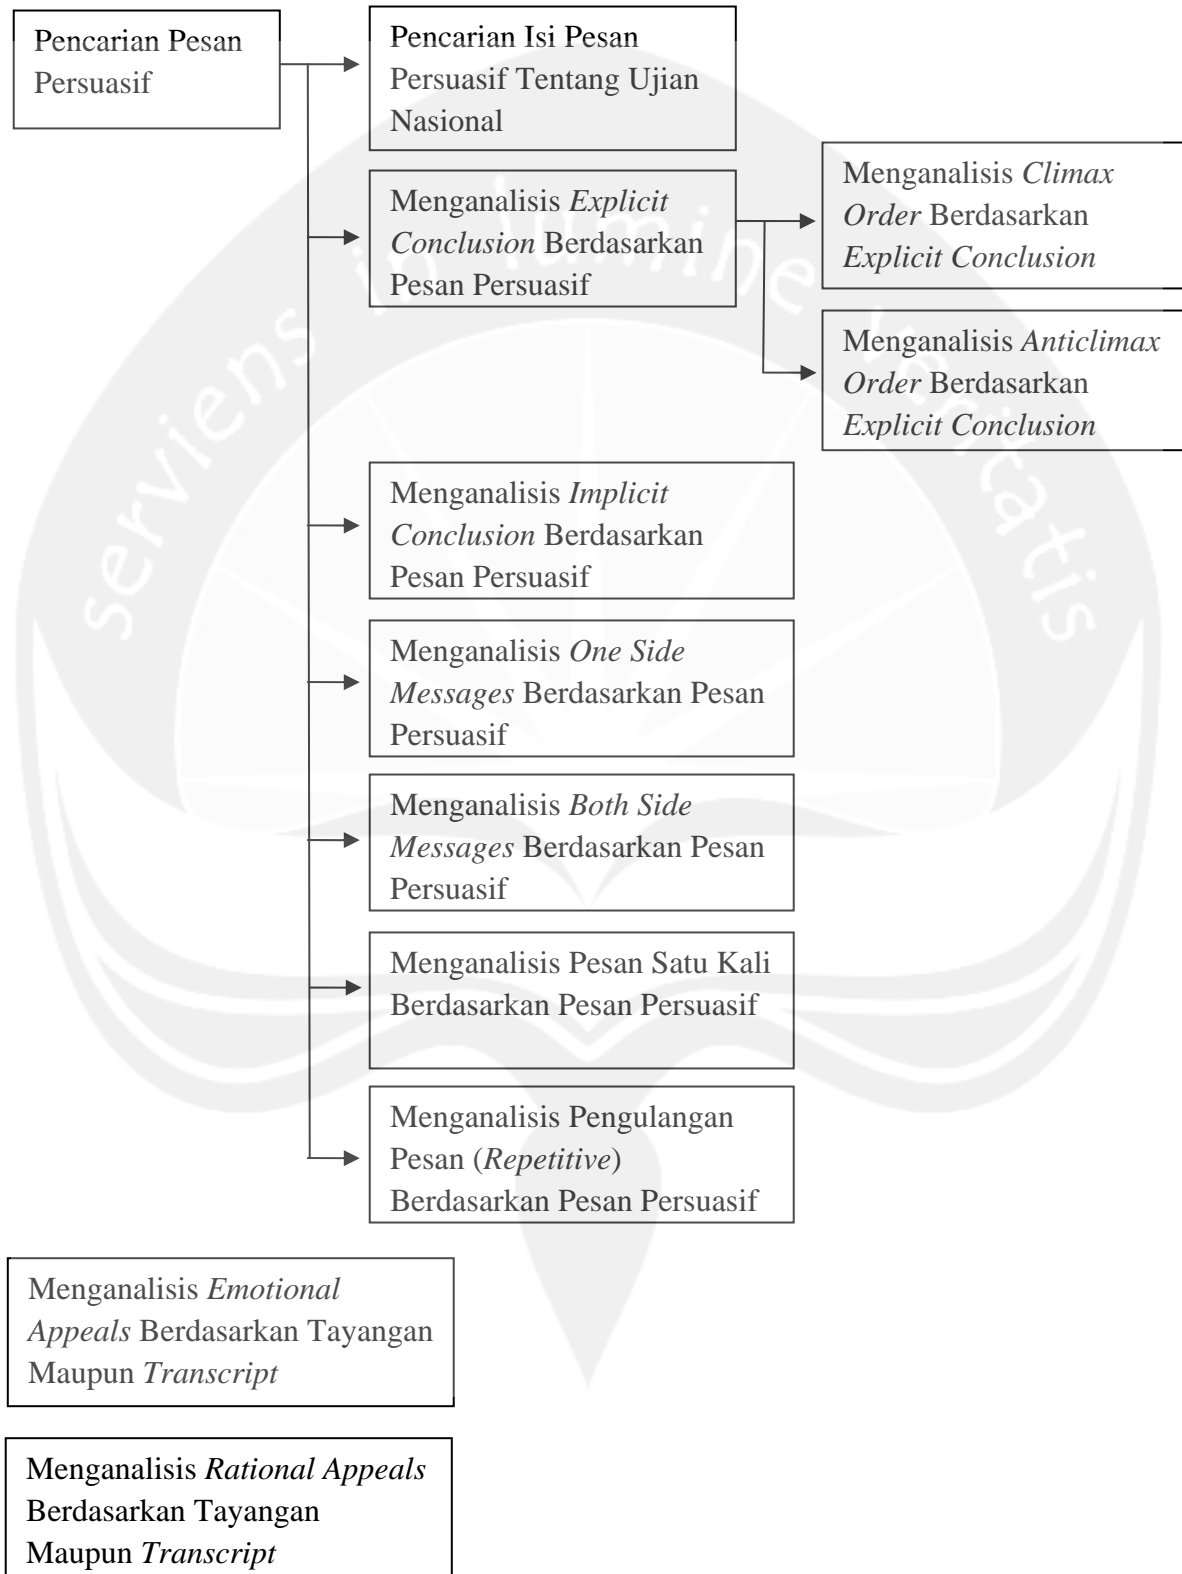 Pencarian Pesan
Persuasif
Pencarian Isi Pesan
Persuasif Tentang Ujian
Nasional
Menganalisis Explicit
Conclusion Berdasarkan
Pesan Persuasif
Menganalisis Climax
Order Berdasarkan
Explicit Conclusion
Menganalisis Anticlimax
Order Berdasarkan
Explicit Conclusion
Menganalisis Implicit
Conclusion Berdasarkan
Pesan Persuasif
Menganalisis One Side
Messages Berdasarkan Pesan
Persuasif
Menganalisis Both Side
Messages Berdasarkan Pesan
Persuasif
Menganalisis Pesan Satu Kali
Berdasarkan Pesan Persuasif
Menganalisis Pengulangan
Pesan (Repetitive)
Berdasarkan Pesan Persuasif
Menganalisis Emotional
Appeals Berdasarkan Tayangan
Maupun Transcript
Menganalisis Rational Appeals
Berdasarkan Tayangan
Maupun Transcript
serviens in lumine veritatis